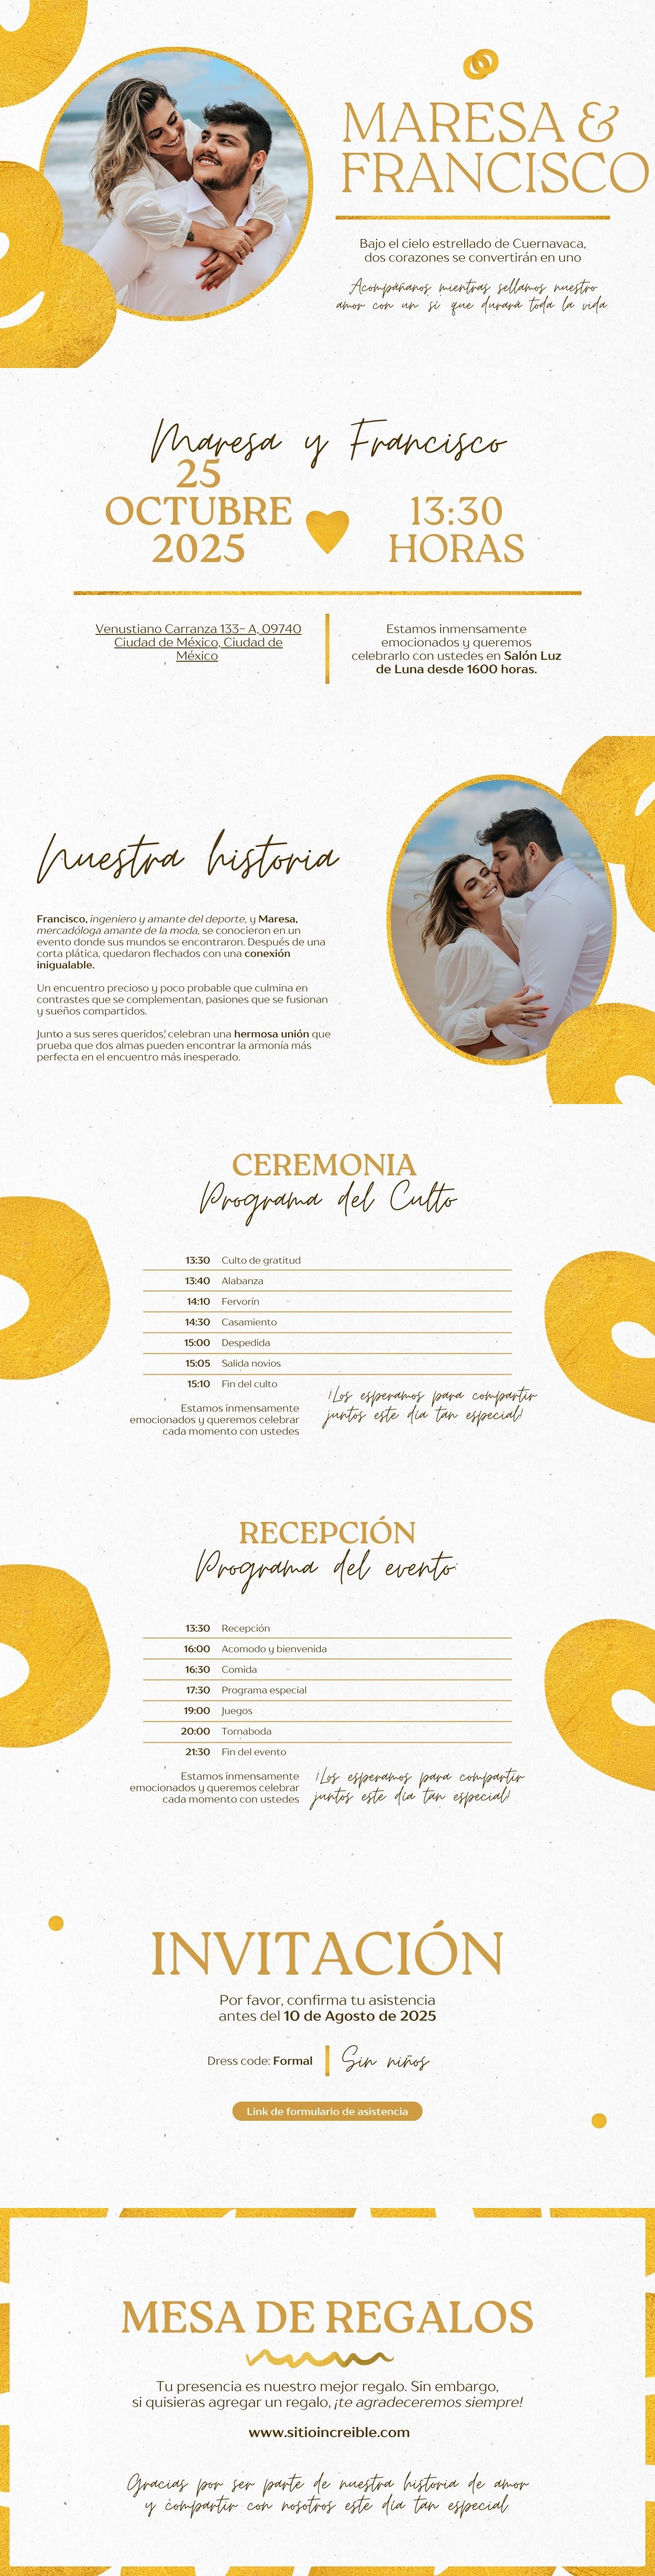 MARESA &
FRANCISCO
Bajo el cielo estrellado de Cuernavaca,
dos corazones se convertirán en uno
Acompáñanos mientras sellamos nuestro
amor con un sí que durará toda la vida
Maresa y Francisco
25
OCTUBRE
2025
13:30
HORAS
Venustiano Carranza 133- A, 09740
Ciudad de México, Ciudad de
México
Estamos inmensamente
emocionados y queremos
celebrarlo con ustedes en Salón Luz
de Luna desde 1600 horas.
Nuestra historia
Francisco, ingeniero y amante del deporte, y Maresa,
mercadóloga amante de la moda, se conocieron en un
evento donde sus mundos se encontraron. Después de una
corta plática, quedaron flechados con una conexión
inigualable.
Un encuentro precioso y poco probable que culmina en
contrastes que se complementan, pasiones que se fusionan
y sueños compartidos.
Junto a sus seres queridos, celebran una hermosa unión que
prueba que dos almas pueden encontrar la armonía más
perfecta en el encuentro más inesperado.
CEREMONIA
Programa del Culto
13:30 Culto de gratitud
13:40 Alabanza
14:10 Fervorín
14:30 Casamiento
15:00 Despedida
15:05 Salida novios
15:10 Fin del culto
Estamos inmensamente
emocionados y queremos celebrar
cada momento con ustedes
¡Los esperamos para compartir
juntos este día tan especial!
RECEPCIÓN
Programa del evento
13:30 Recepción
16:00 Acomodo y bienvenida
16:30 Comida
17:30 Programa especial
19:00 Juegos
20:00 Tornaboda
21:30 Fin del evento
Estamos inmensamente
emocionados y queremos celebrar
cada momento con ustedes
¡Los esperamos para compartir
juntos este día tan especial!
INVITACIÓN
Por favor, confirma tu asistencia
antes del 10 de Agosto de 2025
Dress code: Formal
Sin niños
Link de formulario de asistencia
MESA DE REGALOS
Tu presencia es nuestro mejor regalo. Sin embargo,
si quisieras agregar un regalo, ¡te agradeceremos siempre!
www.sitioincreible.com
Gracias por ser parte de nuestra historia de amor
y compartir con nosotros este día tan especial